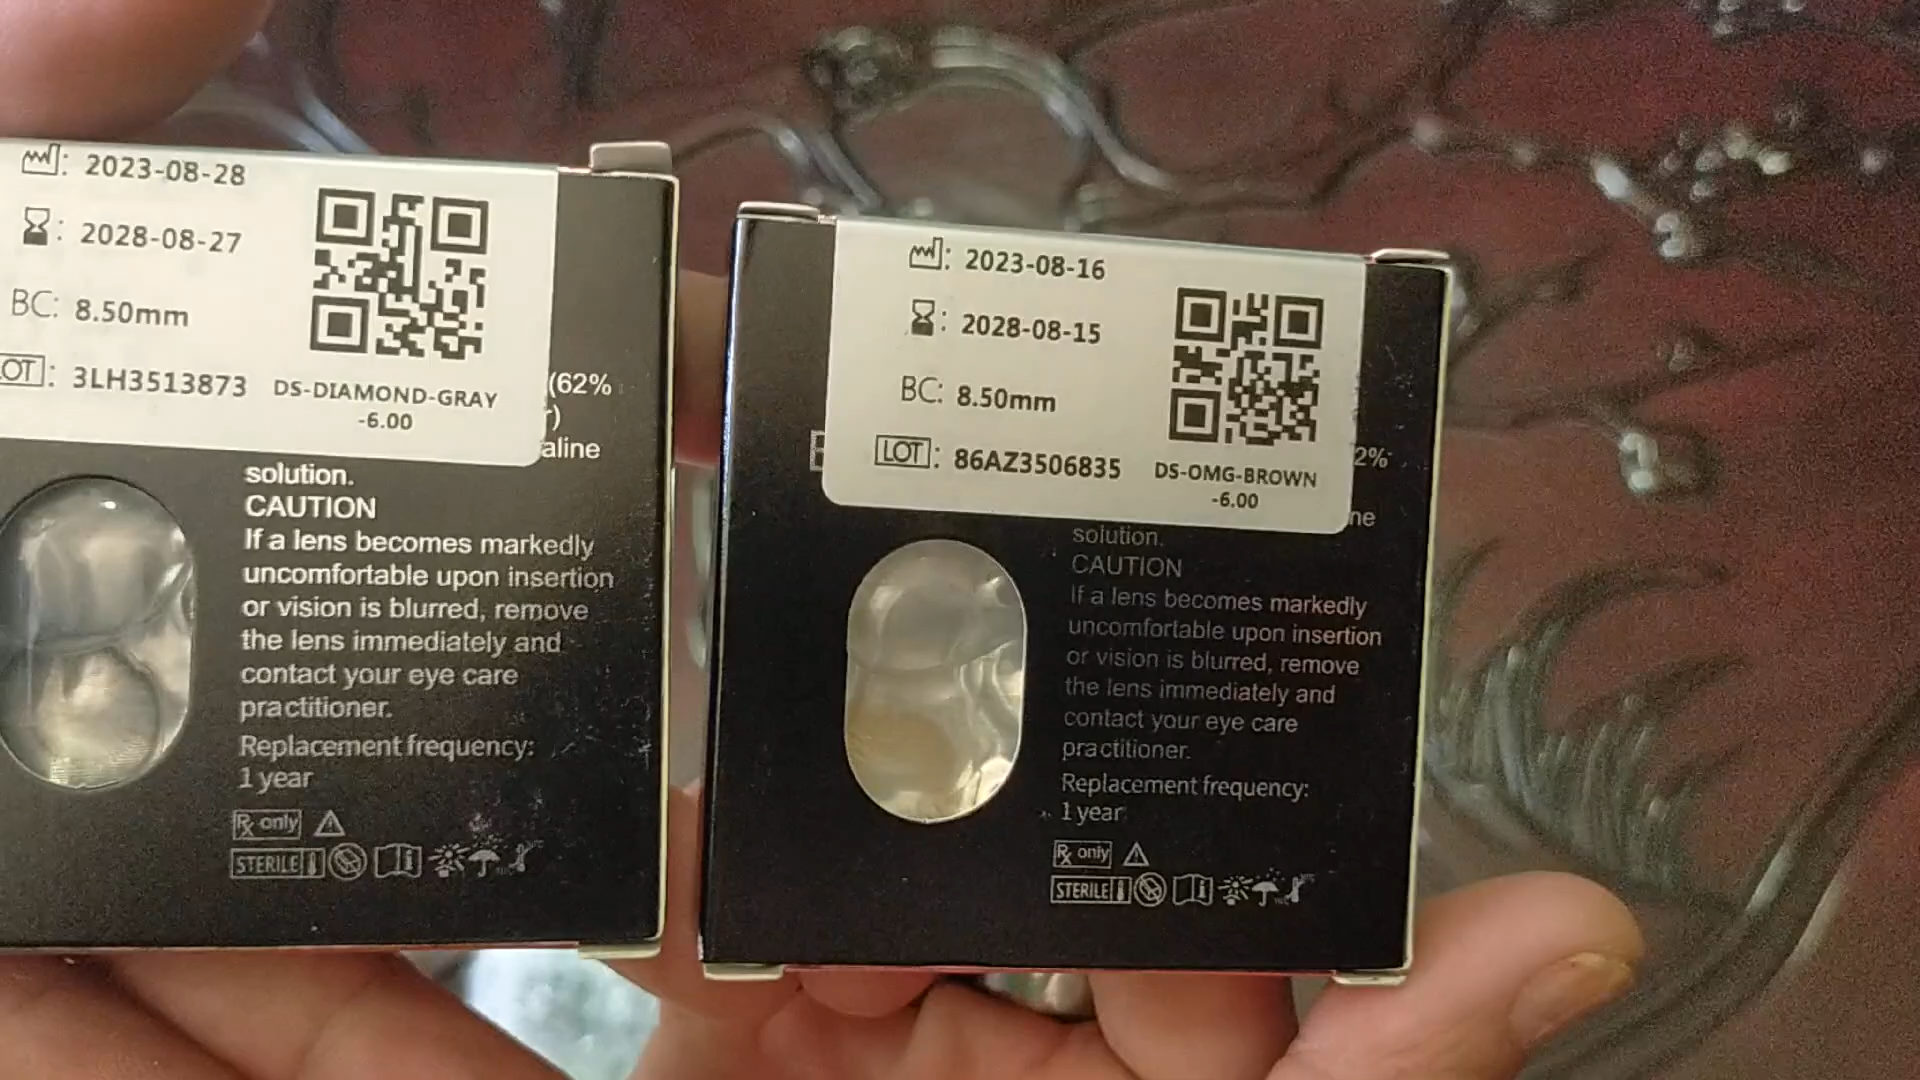 : 2023-08-28
: 2028-08-27
BC: 8.50mm
OT: 3LH3513873
DS-DIAMOND-GRAY
-6.00
(62%
aline
solution.
CAUTION
If a lens becomes markedly
uncomfortable upon insertion
or vision is blurred, remove
the lens immediately and
contact your eye care
practitioner.
Replacement frequency:
1 year
Rx only
STERILE
: 2023-08-16
: 2028-08-15
BC: 8.50mm
LOT: 86AZ3506835
DS-OMG-BROWN
-6.00
2%
ne
solution.
CAUTION
If a lens becomes markedly
uncomfortable upon insertion
or vision is blurred, remove
the lens immediately and
contact your eye care
practitioner.
Replacement frequency:
1 year
Rx only
STERILE